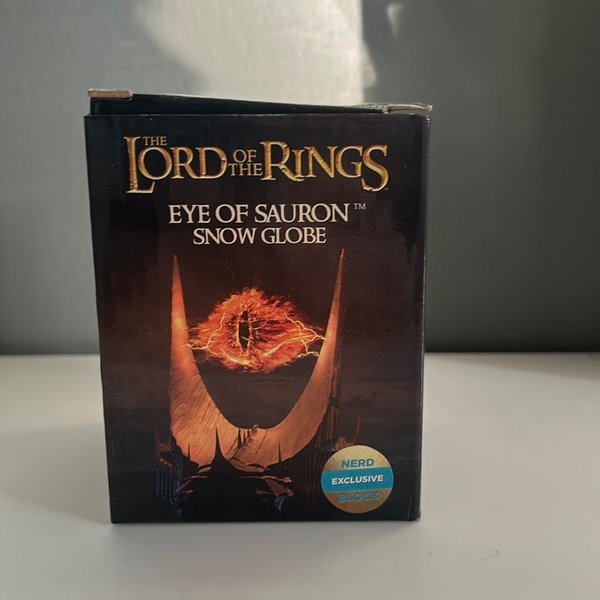 THE LORD OF THE RINGS
EYE OF SAURON™
SNOW GLOBE
NERD
EXCLUSIVE
BLOCK